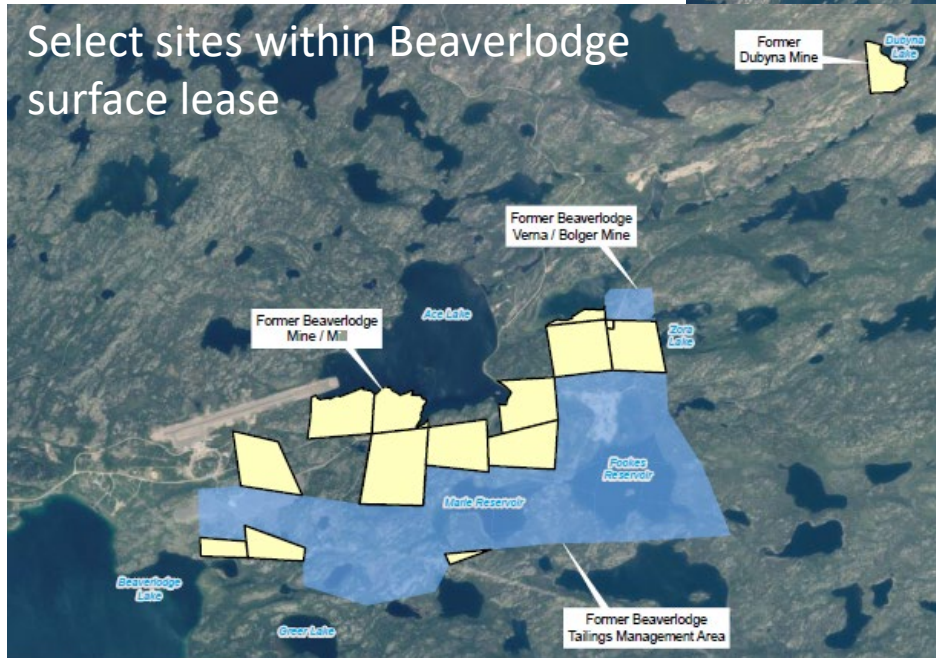 Select sites within Beaverlodge
surface lease
Former
Dubyna Mine
Dubyna
Lake
Former Beaverlodge
Verna / Bolger Mine
Ace Lake
Former Beaverlodge
Mine / Mill
Zora
Lake
Fookes
Reservoir
Marie Reservoir
Beaverlodge
Lake
Greer Lake
Former Beaverlodge
Tailings Management Area